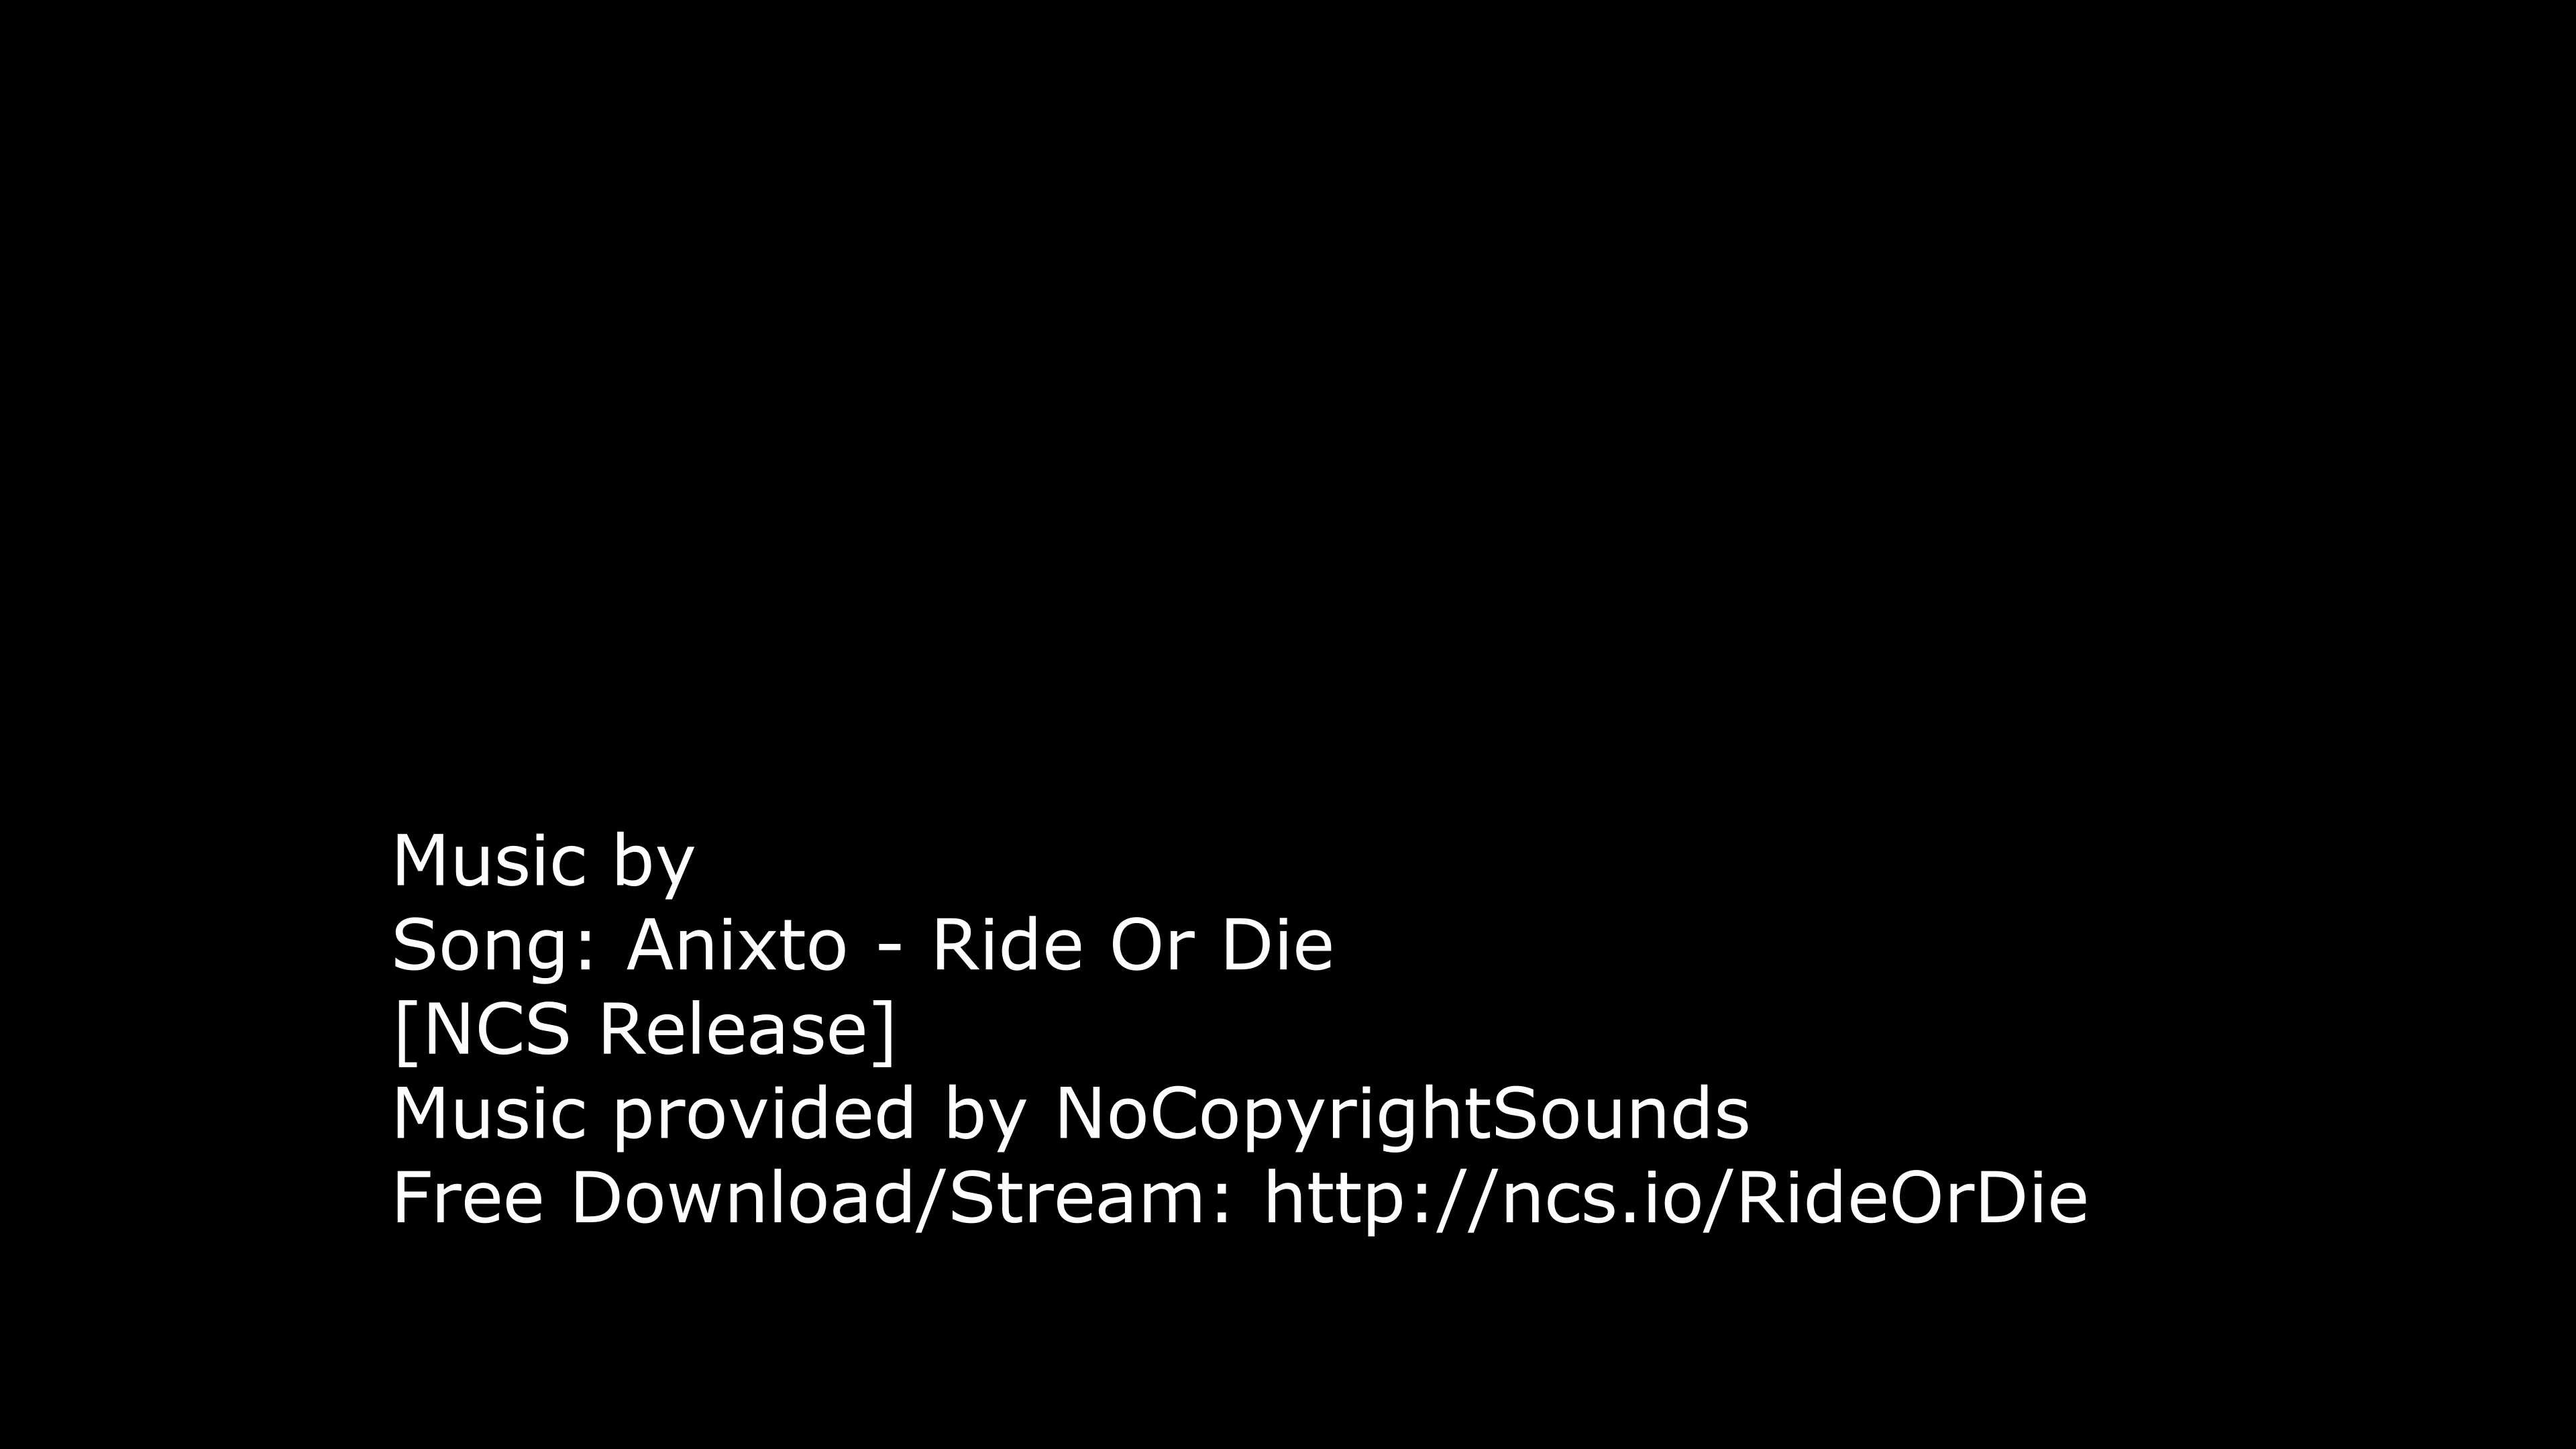 Music by
Song: Anixto - Ride Or Die
[NCS Release]
Music provided by NoCopyrightSounds
Free Download/Stream: http://ncs.io/RideOrDie